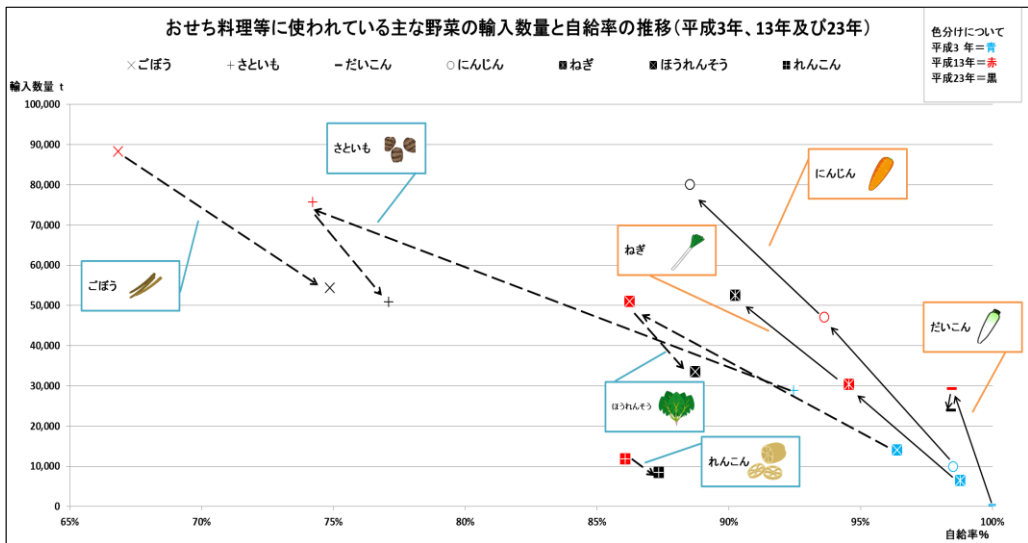 おせち料理等に使われている主な野菜の輸入数量と自給率の推移(平成3年、13年及び23年)
色分けについて
平成3 年＝青
平成13年＝赤
平成23年＝黒
ごぼう さといも だいこん にんじん ねぎ ほうれんそう れんこん
輸入数量 t
100,000
90,000
80,000
70,000
60,000
50,000
40,000
30,000
20,000
10,000
0
さといも
にんじん
ねぎ
ごぼう
だいこん
ほうれんそう
れんこん
65% 70% 75% 80% 85% 90% 95% 100%
自給率%